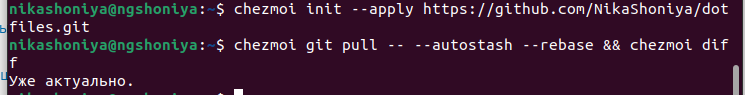 nikashoniya@ngshoniya:~$ chezmoi init --apply https://github.com/NikaShoniya/dot
files.git
nikashoniya@ngshoniya:~$ chezmoi git pull -- --autostash --rebase && chezmoi dif
f
Уже актуально.
nikashoniya@ngshoniya:~$